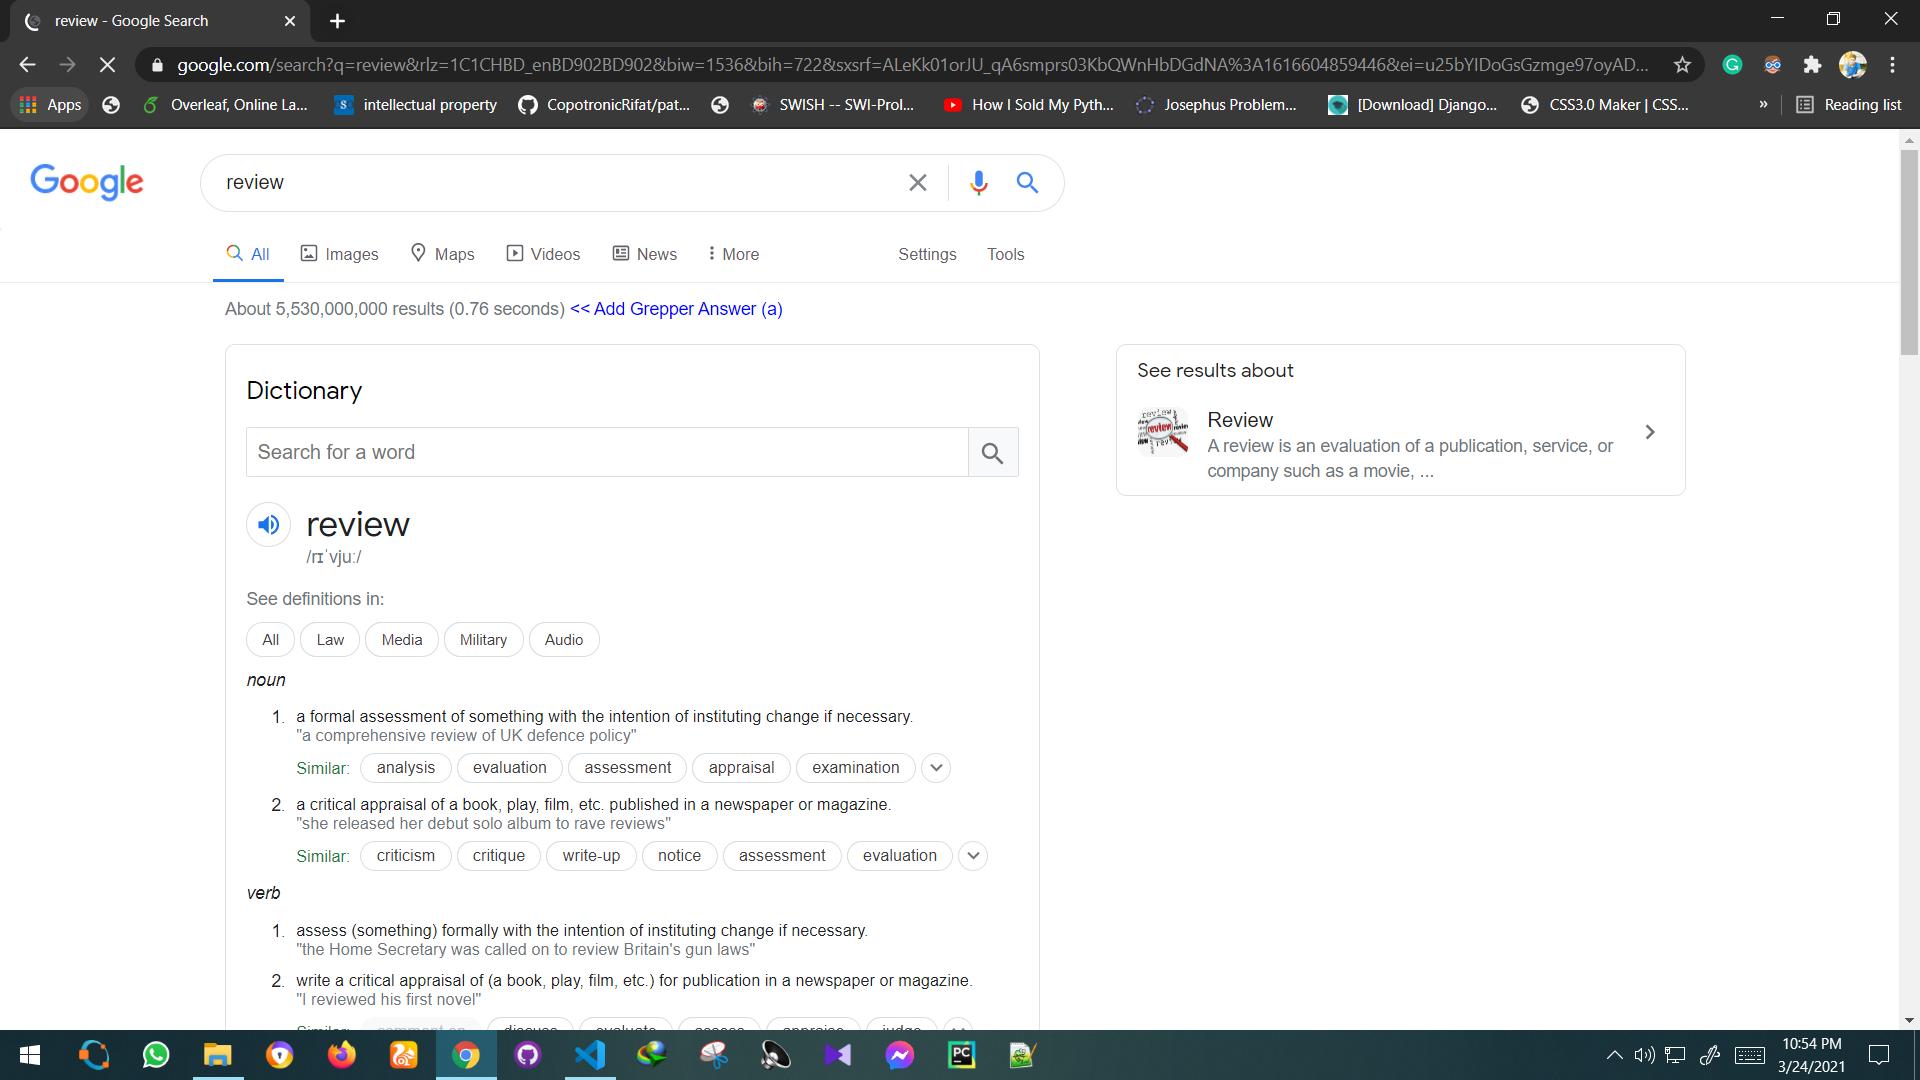 review - Google Search
google.com/search?q=review&rlz=1C1CHBD_enBD902BD902&biw=1536&bih=722&sxsrf=ALeKk01orJU_qA6smprs03KbQWnHbDGdNA%3A1616604859446&ei=u25bYIDoGsGzmge97oyAD...
Apps Overleaf, Online La... intellectual property CopotronicRifat/pat... SWISH -- SWI-Prol... How I Sold My Pyth... Josephus Problem... [Download] Django... CSS3.0 Maker | CSS... » Reading list
Google review
All Images Maps Videos News More Settings Tools
About 5,530,000,000 results (0.76 seconds) << Add Grepper Answer (a)
Dictionary
Search for a word
review
/rɪˈvjuː/
See definitions in:
All Law Media Military Audio
noun
1. a formal assessment of something with the intention of instituting change if necessary.
"a comprehensive review of UK defence policy"
Similar: analysis evaluation assessment appraisal examination
2. a critical appraisal of a book, play, film, etc. published in a newspaper or magazine.
"she released her debut solo album to rave reviews"
Similar: criticism critique write-up notice assessment evaluation
verb
1. assess (something) formally with the intention of instituting change if necessary.
"the Home Secretary was called on to review Britain's gun laws"
2. write a critical appraisal of (a book, play, film, etc.) for publication in a newspaper or magazine.
"I reviewed his first novel"
Similar: comment on discuss evaluate assess appraise judge
See results about
Review
A review is an evaluation of a publication, service, or
company such as a movie, ...
10:54 PM
3/24/2021